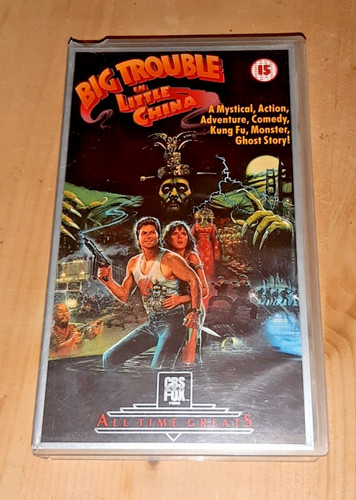 BIG TROUBLE
IN
LITTLE
CHINA
15
A Mystical, Action,
Adventure, Comedy,
Kung Fu, Monster,
Ghost Story!
CBS
FOX
VIDEO
ALL TIME GREATS